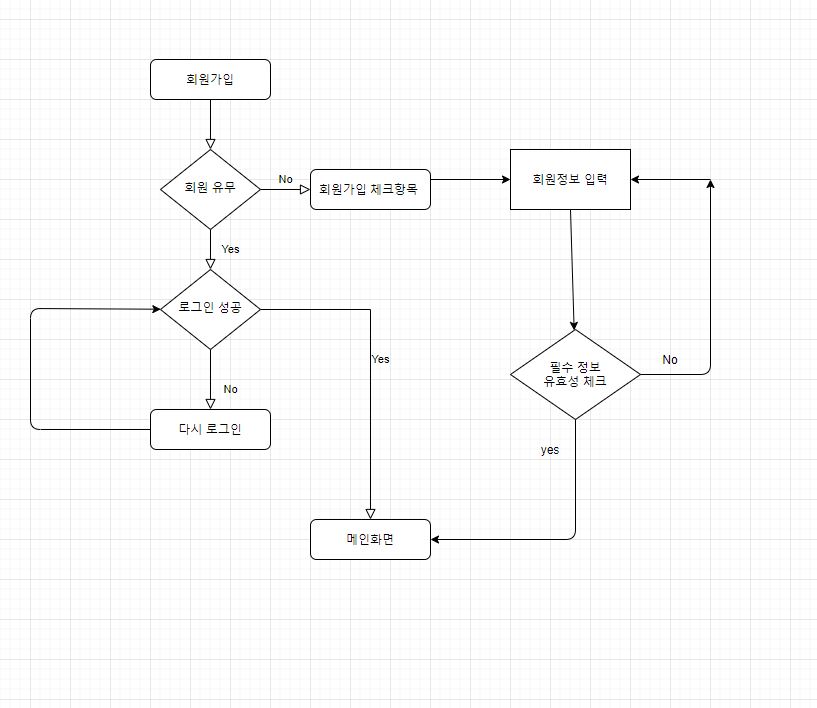 회원가입
회원 유무
No
회원가입 체크항목
회원정보 입력
Yes
로그인 성공
Yes
No
다시 로그인
필수 정보
유효성 체크
No
yes
메인화면